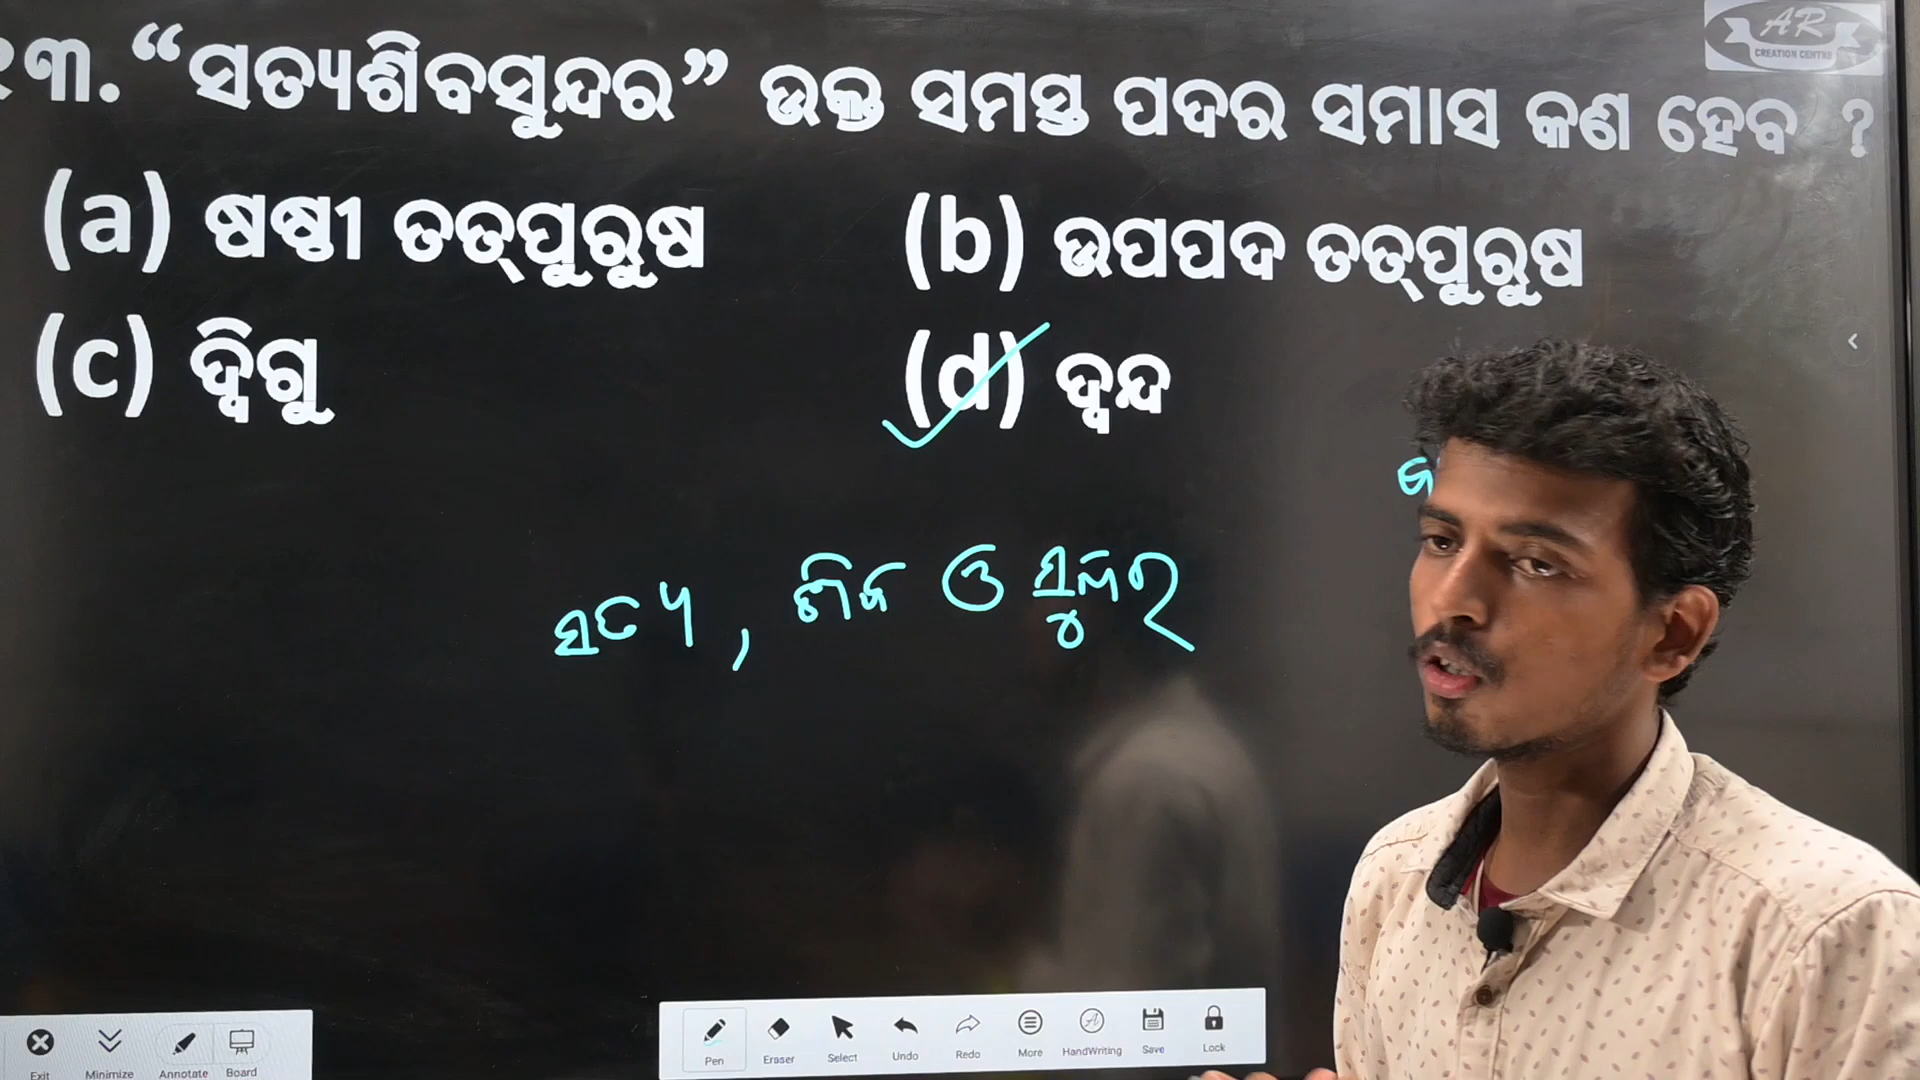 ୧୩. “ସତ୍ୟଶିବସୁନ୍ଦର” ଉକ୍ତ ସମସ୍ତ ପଦର ସମାସ କଣ ହେବ ?
(a) ଷଷ୍ଠୀ ତତ୍‌ପୁରୁଷ (b) ଉପପଦ ତତ୍‌ପୁରୁଷ
(c) ଦ୍ୱିଗୁ (d) ଦ୍ୱନ୍ଦ
ସତ୍ୟ, ଶିବ ଓ ସୁନ୍ଦର
AR
CREATION CENTRE
Exit Minimize Annotate Board
Pen Eraser Select Undo Redo More HandWriting Save Lock